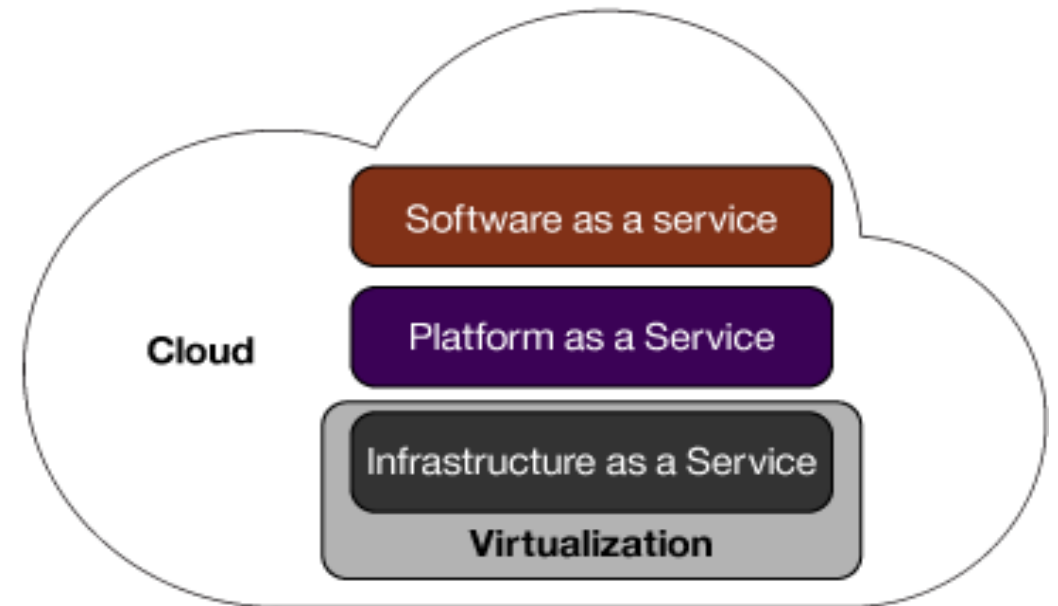 Software as a service
Platform as a Service
Cloud
Infrastructure as a Service
Virtualization